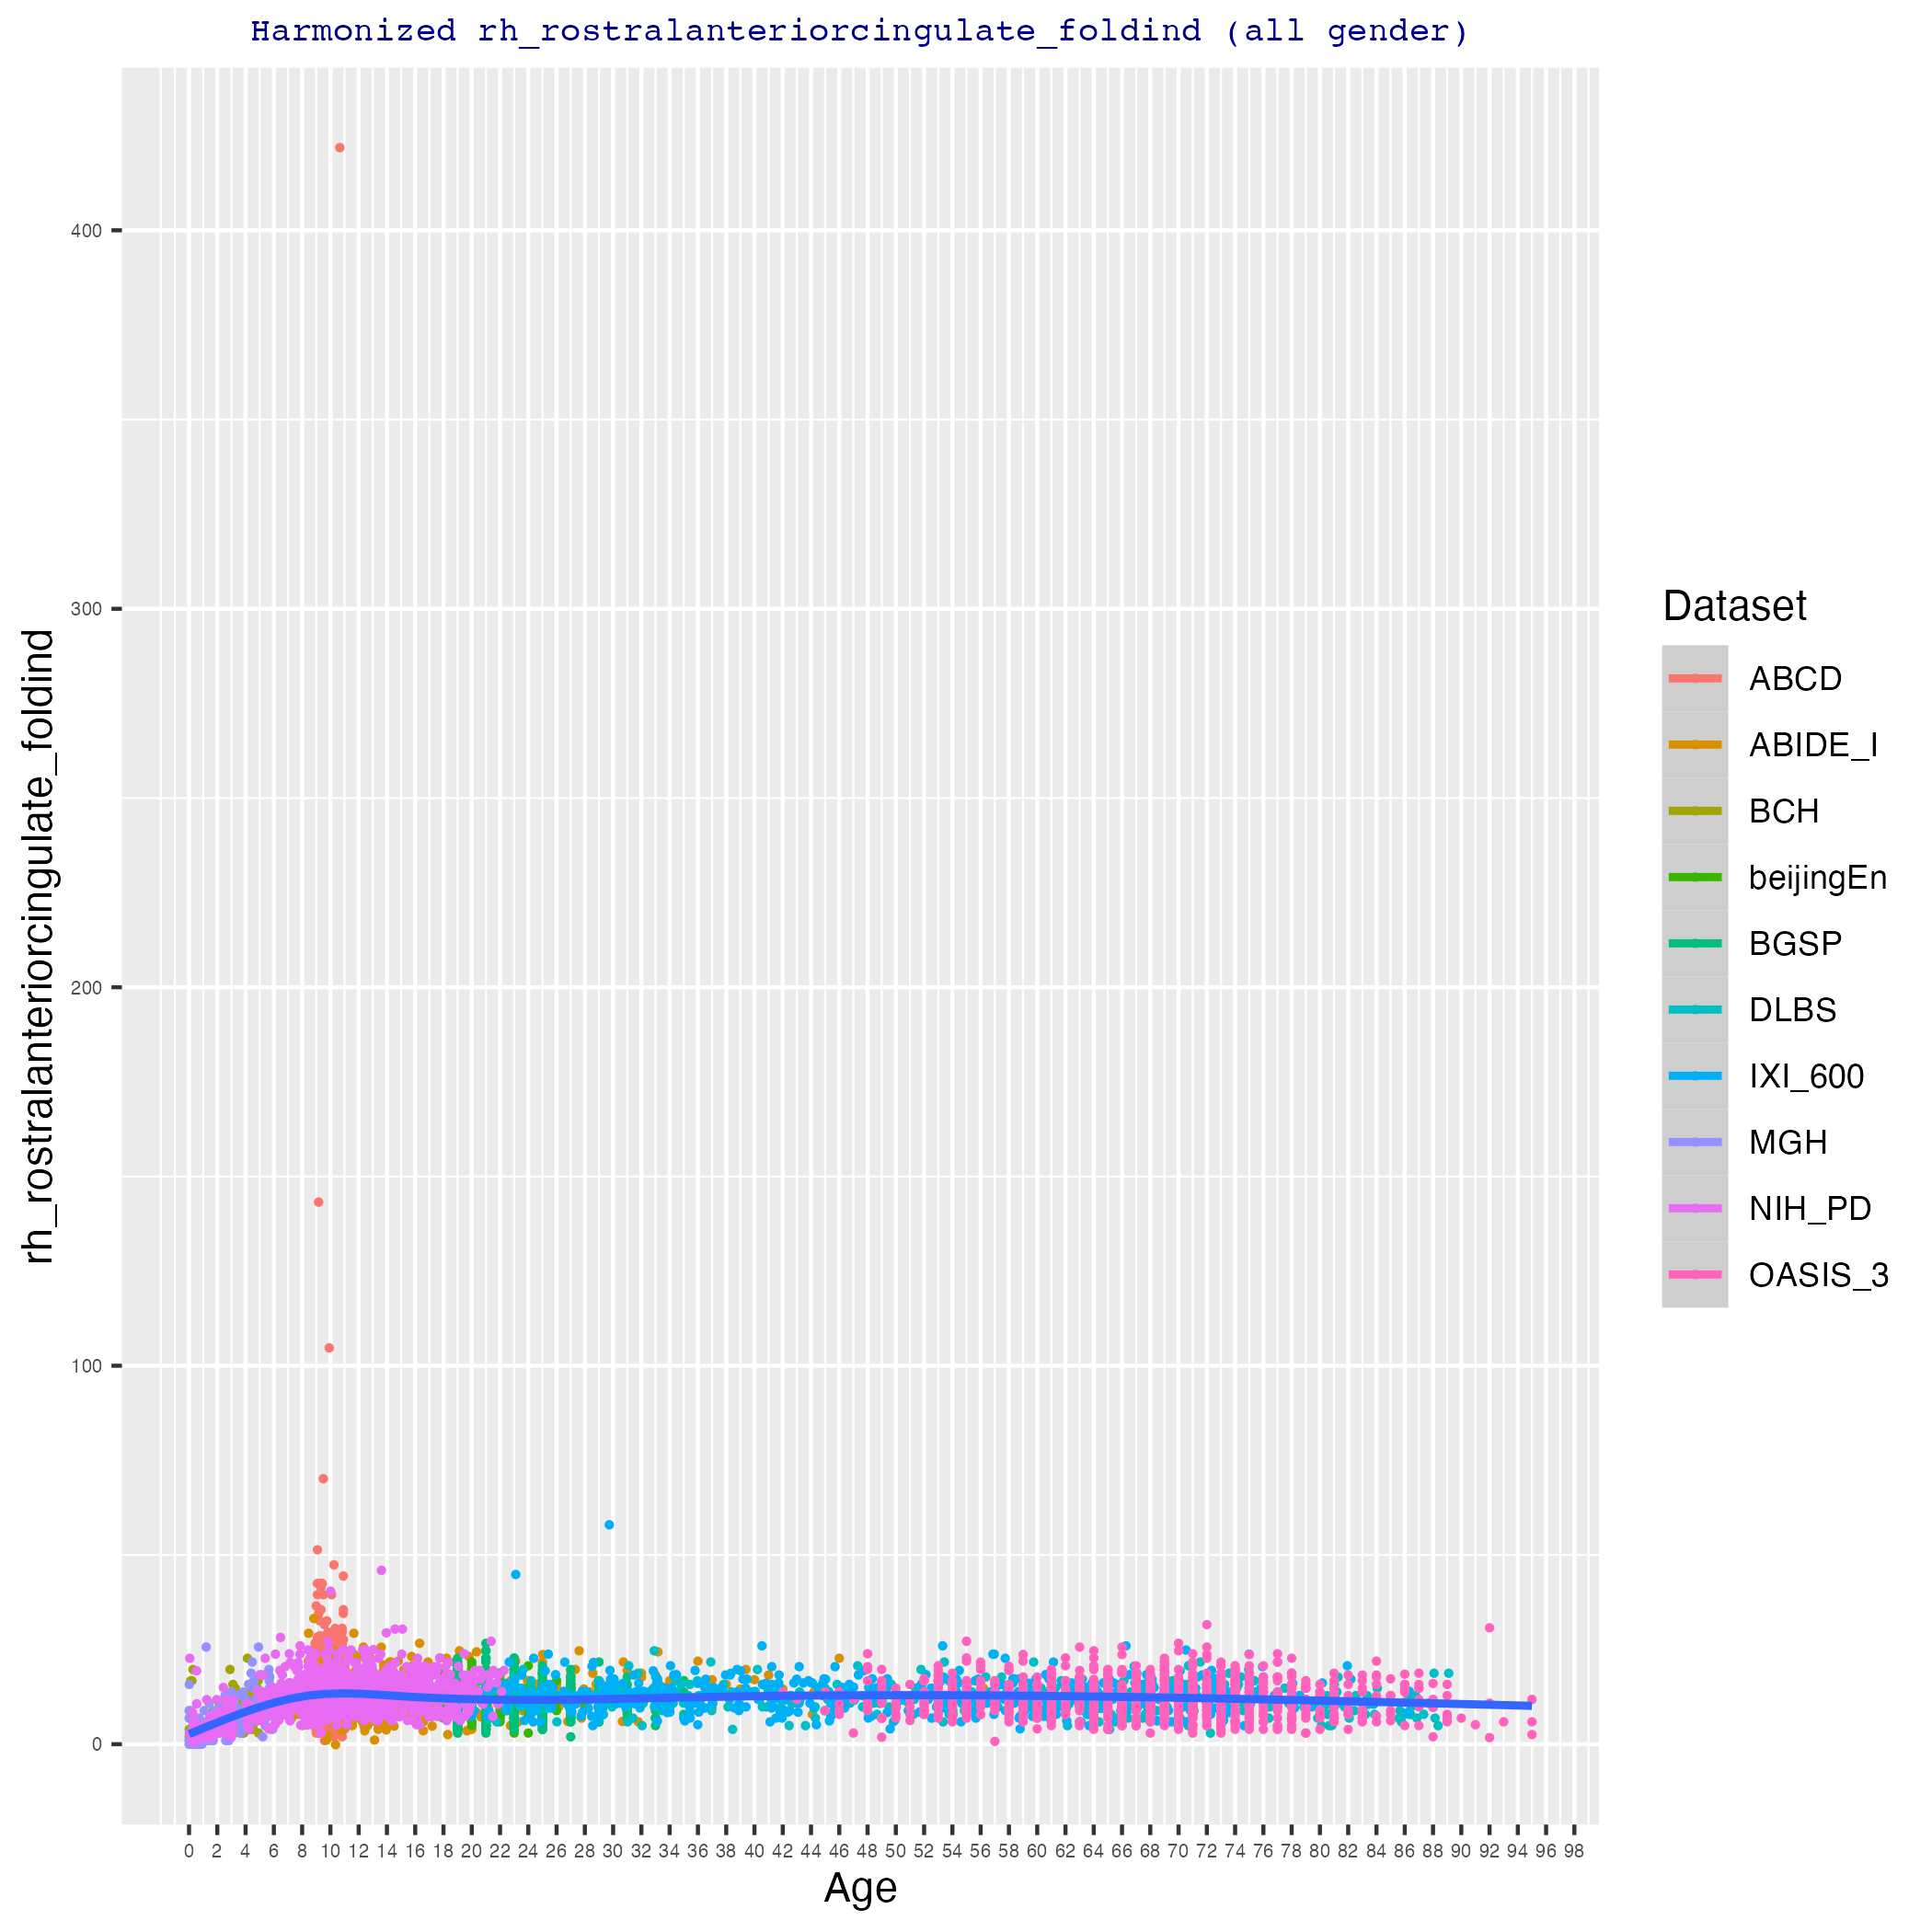 Harmonized rh_rostralanteriorcingulate_foldind (all gender)
rh_rostralanteriorcingulate_foldind
400
300
200
100
0
0 2 4 6 8 10 12 14 16 18 20 22 24 26 28 30 32 34 36 38 40 42 44 46 48 50 52 54 56 58 60 62 64 66 68 70 72 74 76 78 80 82 84 86 88 90 92 94 96 98
Age
Dataset
ABCD
ABIDE_I
BCH
beijingEn
BGSP
DLBS
IXI_600
MGH
NIH_PD
OASIS_3